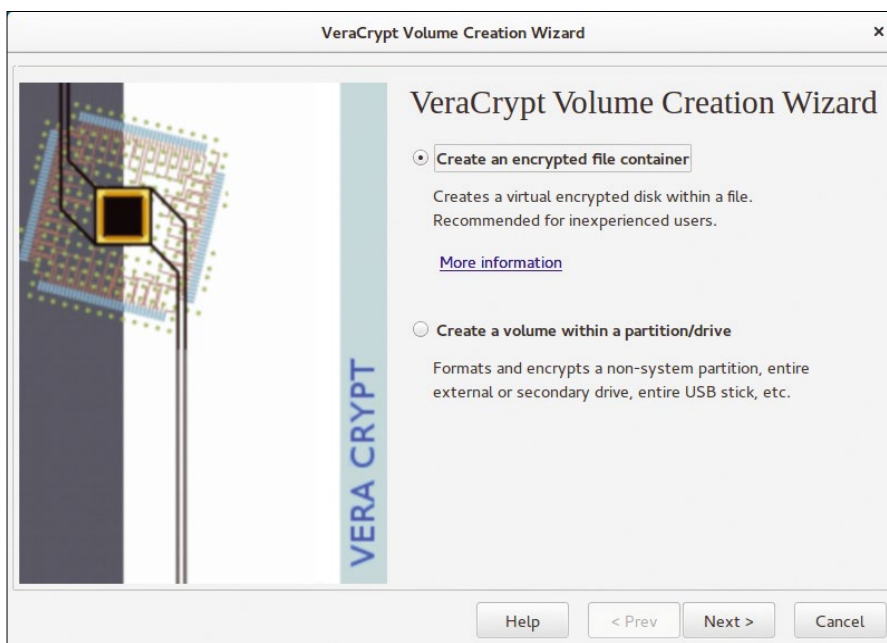 VeraCrypt Volume Creation Wizard
×
VeraCrypt Volume Creation Wizard
Create an encrypted file container
Creates a virtual encrypted disk within a file.
Recommended for inexperienced users.
More information
Create a volume within a partition/drive
Formats and encrypts a non-system partition, entire
external or secondary drive, entire USB stick, etc.
VERA CRYPT
Help
< Prev
Next >
Cancel